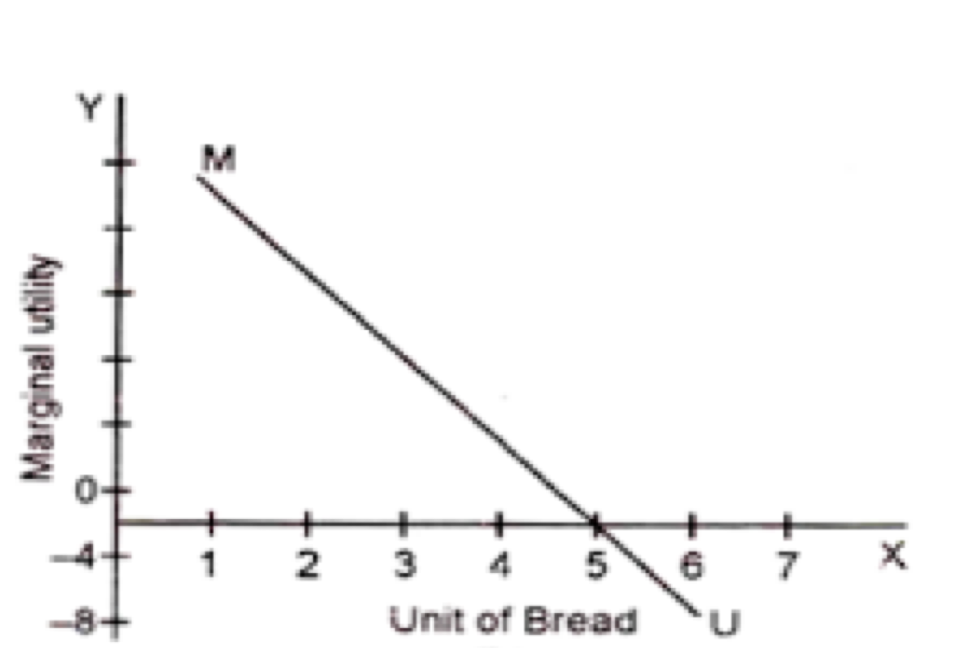 Y
M
Marginal utility
0
–4
–8
1 2 3 4 5 6 7 X
Unit of Bread
U